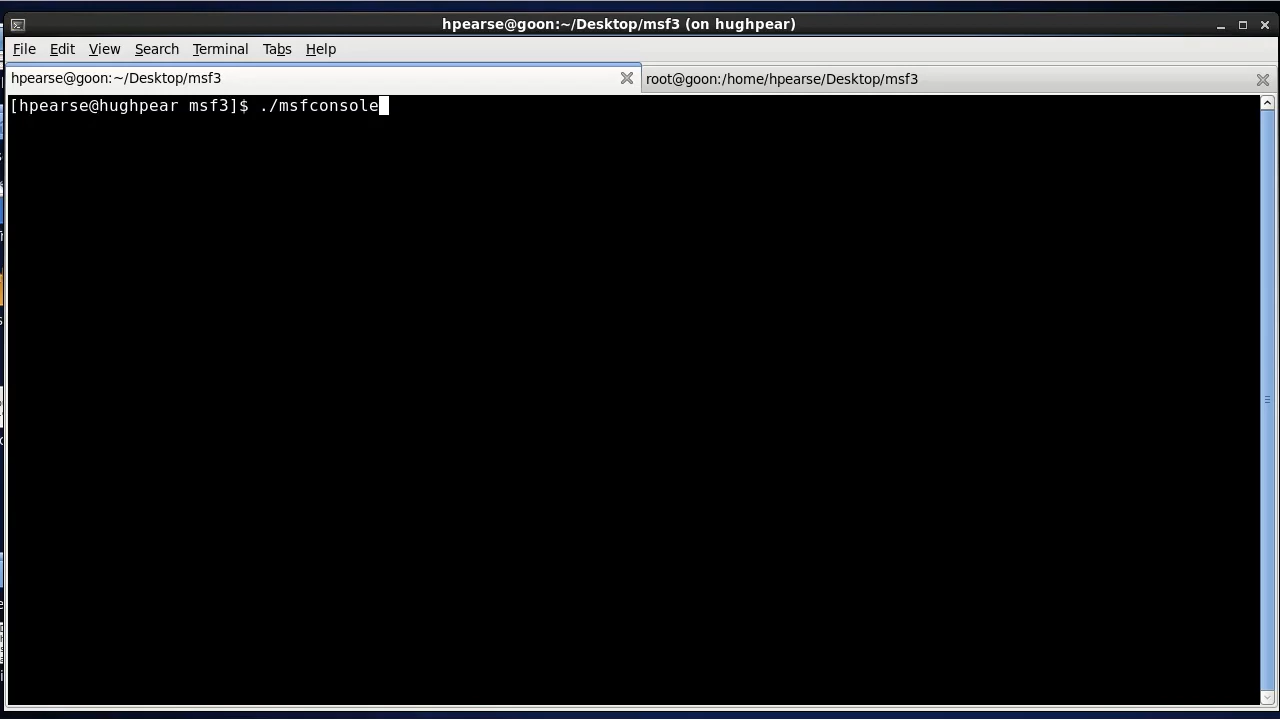 hpearse@goon:~/Desktop/msf3 (on hughpear)
File Edit View Search Terminal Tabs Help
hpearse@goon:~/Desktop/msf3 root@goon:/home/hpearse/Desktop/msf3
[hpearse@hughpear msf3]$ ./msfconsole